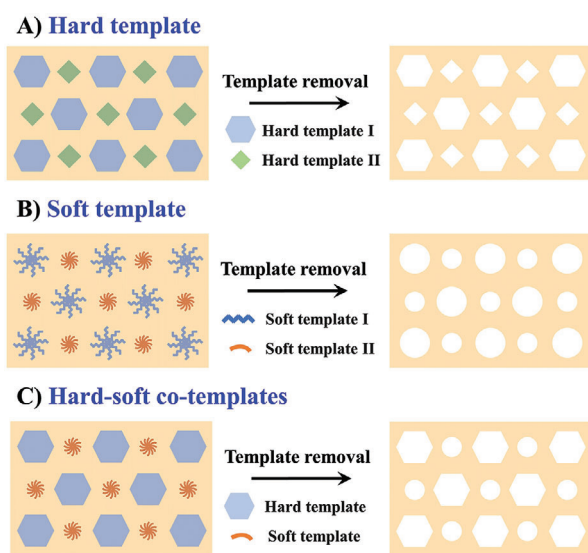 A) Hard template
Template removal
Hard template I
Hard template II
B) Soft template
Template removal
Soft template I
Soft template II
C) Hard-soft co-templates
Template removal
Hard template
Soft template